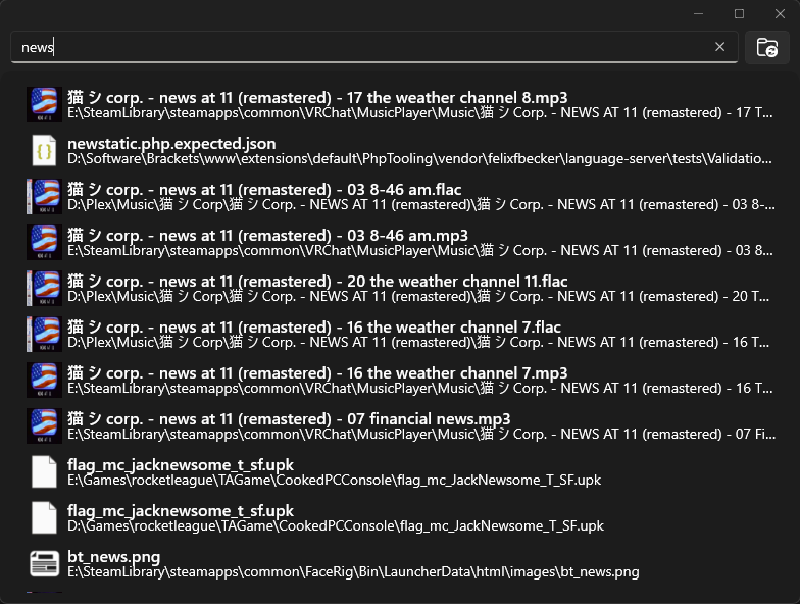 news
猫 シ corp. - news at 11 (remastered) - 17 the weather channel 8.mp3
E:\SteamLibrary\steamapps\common\VRChat\MusicPlayer\Music\猫 シ Corp. - NEWS AT 11 (remastered) - 17 T...
newstatic.php.expected.json
D:\Software\Brackets\www\extensions\default\PhpTooling\vendor\felixfbecker\language-server\tests\Validatio...
猫 シ corp. - news at 11 (remastered) - 03 8-46 am.flac
D:\Plex\Music\猫 シ Corp\猫 シ Corp. - NEWS AT 11 (remastered)\猫 シ Corp. - NEWS AT 11 (remastered) - 03 8-...
猫 シ corp. - news at 11 (remastered) - 03 8-46 am.mp3
E:\SteamLibrary\steamapps\common\VRChat\MusicPlayer\Music\猫 シ Corp. - NEWS AT 11 (remastered) - 03 8...
猫 シ corp. - news at 11 (remastered) - 20 the weather channel 11.flac
D:\Plex\Music\猫 シ Corp\猫 シ Corp. - NEWS AT 11 (remastered)\猫 シ Corp. - NEWS AT 11 (remastered) - 20 T...
猫 シ corp. - news at 11 (remastered) - 16 the weather channel 7.flac
D:\Plex\Music\猫 シ Corp\猫 シ Corp. - NEWS AT 11 (remastered)\猫 シ Corp. - NEWS AT 11 (remastered) - 16 T...
猫 シ corp. - news at 11 (remastered) - 16 the weather channel 7.mp3
E:\SteamLibrary\steamapps\common\VRChat\MusicPlayer\Music\猫 シ Corp. - NEWS AT 11 (remastered) - 16 T...
猫 シ corp. - news at 11 (remastered) - 07 financial news.mp3
E:\SteamLibrary\steamapps\common\VRChat\MusicPlayer\Music\猫 シ Corp. - NEWS AT 11 (remastered) - 07 Fi...
flag_mc_jacknewsome_t_sf.upk
E:\Games\rocketleague\TAGame\CookedPCConsole\flag_mc_JackNewsome_T_SF.upk
flag_mc_jacknewsome_t_sf.upk
D:\Games\rocketleague\TAGame\CookedPCConsole\flag_mc_JackNewsome_T_SF.upk
bt_news.png
E:\SteamLibrary\steamapps\common\FaceRig\Bin\LauncherData\html\images\bt_news.png